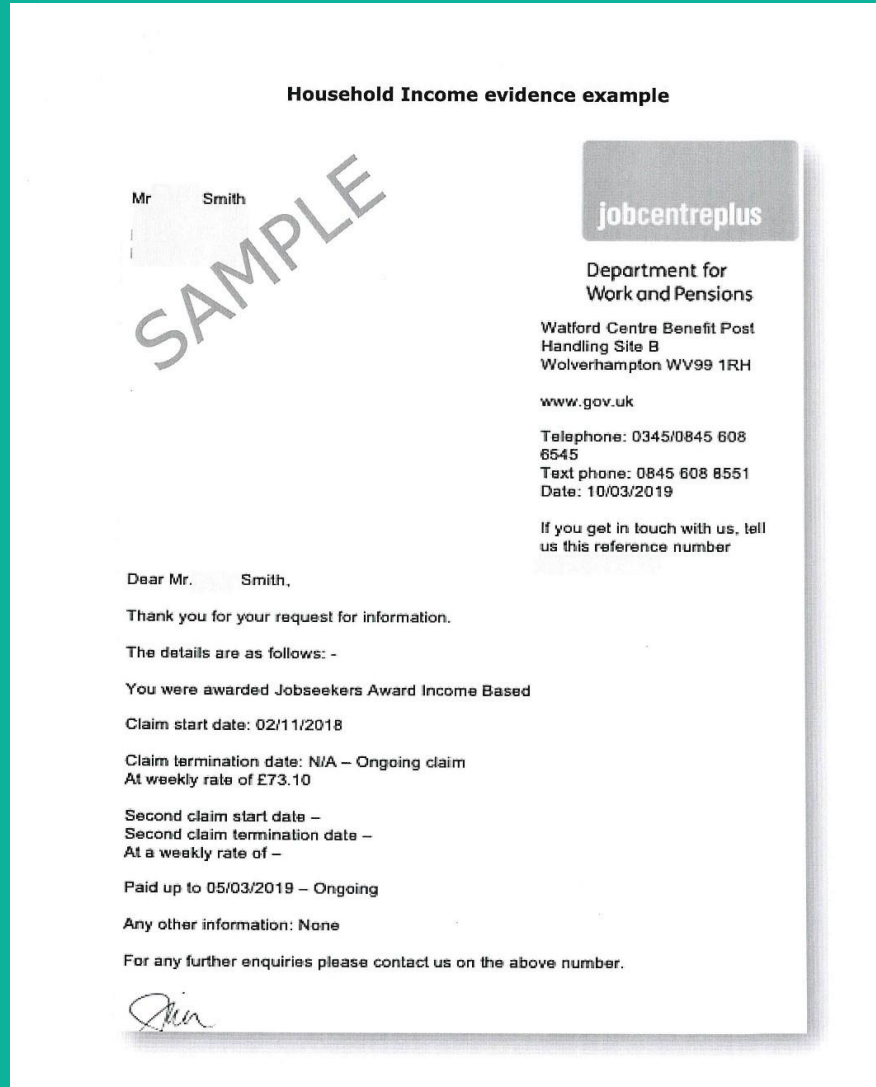 Household Income evidence example
SAMPLE
Mr Smith
jobcentreplus
Department for
Work and Pensions
Watford Centre Benefit Post
Handling Site B
Wolverhampton WV99 1RH
www.gov.uk
Telephone: 0345/0845 608
6545
Text phone: 0845 608 8551
Date: 10/03/2019
If you get in touch with us, tell
us this reference number
Dear Mr. Smith,
Thank you for your request for information.
The details are as follows: -
You were awarded Jobseekers Award Income Based
Claim start date: 02/11/2018
Claim termination date: N/A – Ongoing claim
At weekly rate of £73.10
Second claim start date –
Second claim termination date –
At a weekly rate of –
Paid up to 05/03/2019 – Ongoing
Any other information: None
For any further enquiries please contact us on the above number.